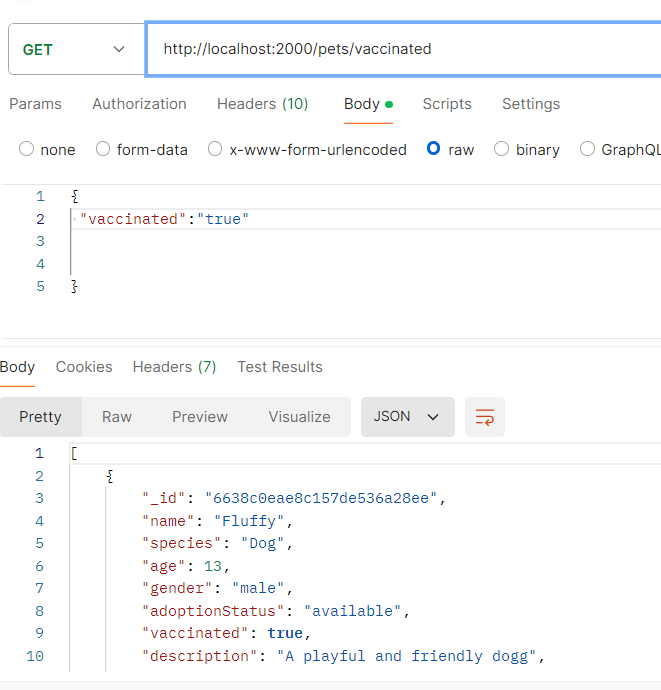 GET http://localhost:2000/pets/vaccinated
Params Authorization Headers (10) Body Scripts Settings
none form-data x-www-form-urlencoded raw binary GraphQL
1 {
2 "vaccinated":"true"
3
4
5 }
Body Cookies Headers (7) Test Results
Pretty Raw Preview Visualize JSON
1 [
2 {
3 "_id": "6638c0eae8c157de536a28ee",
4 "name": "Fluffy",
5 "species": "Dog",
6 "age": 13,
7 "gender": "male",
8 "adoptionStatus": "available",
9 "vaccinated": true,
10 "description": "A playful and friendly dogg",